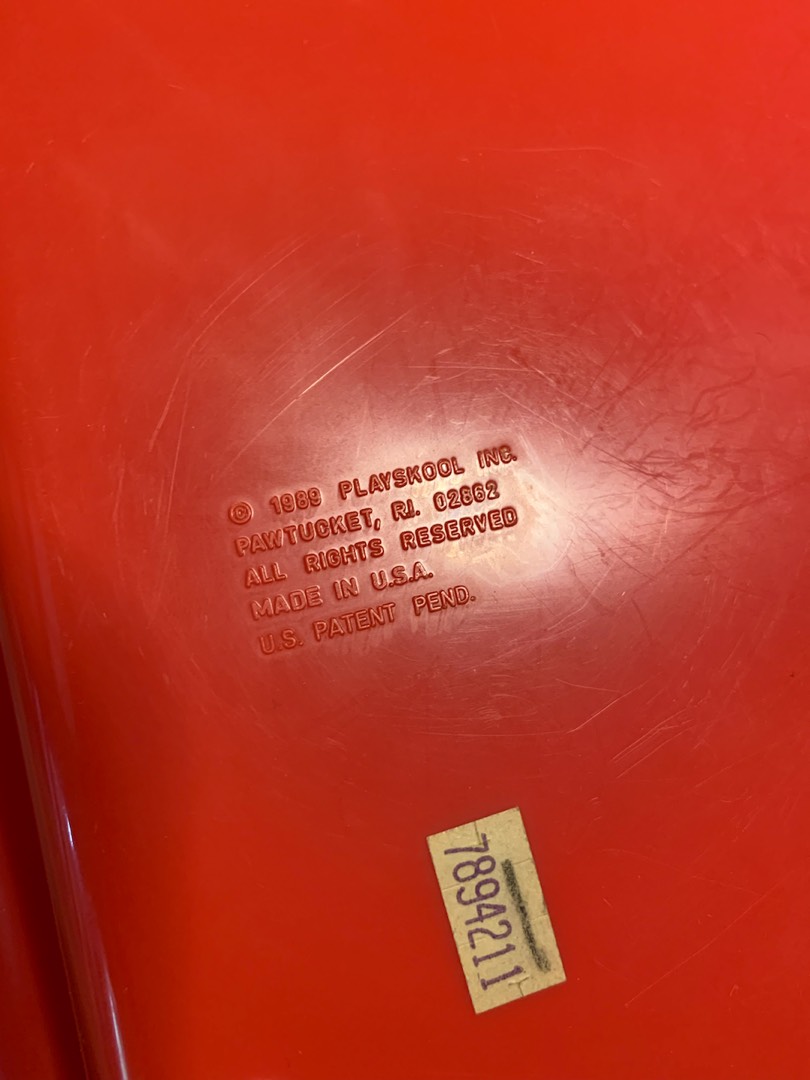 © 1989 PLAYSKOOL INC.
PAWTUCKET, RI. 02862
ALL RIGHTS RESERVED
MADE IN U.S.A.
U.S. PATENT PEND.
7894211